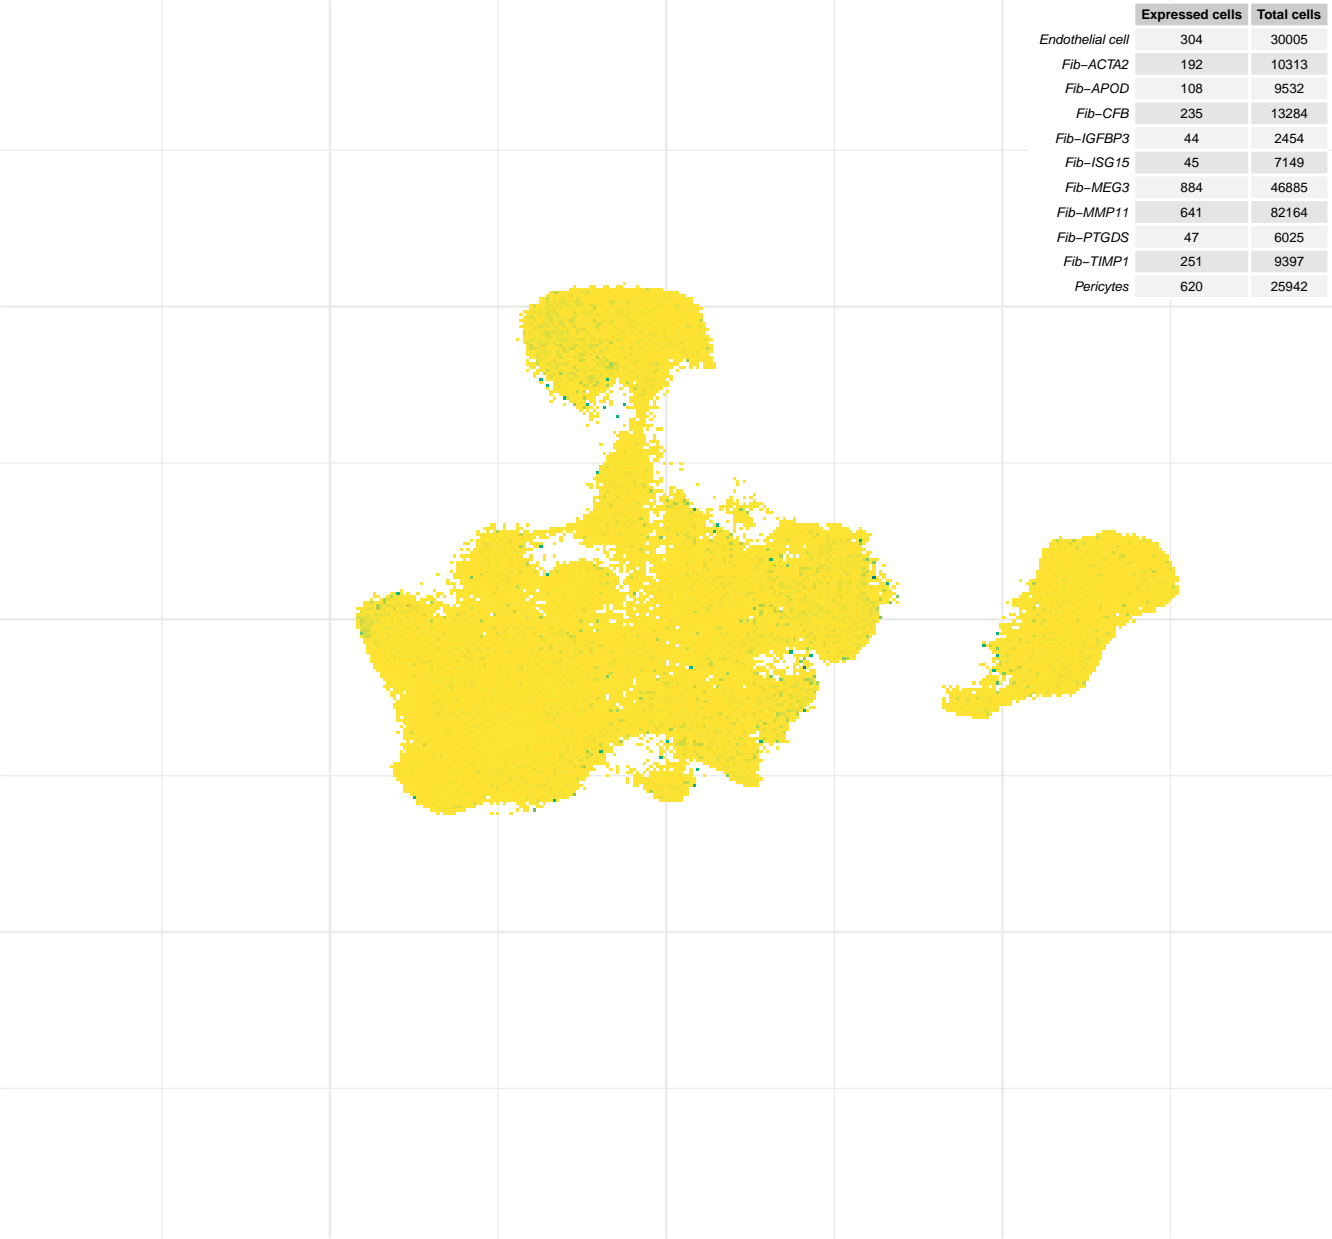 Expressed cells Total cells
Endothelial cell 304 30005
Fib−ACTA2 192 10313
Fib−APOD 108 9532
Fib−CFB 235 13284
Fib−IGFBP3 44 2454
Fib−ISG15 45 7149
Fib−MEG3 884 46885
Fib−MMP11 641 82164
Fib−PTGDS 47 6025
Fib−TIMP1 251 9397
Pericytes 620 25942